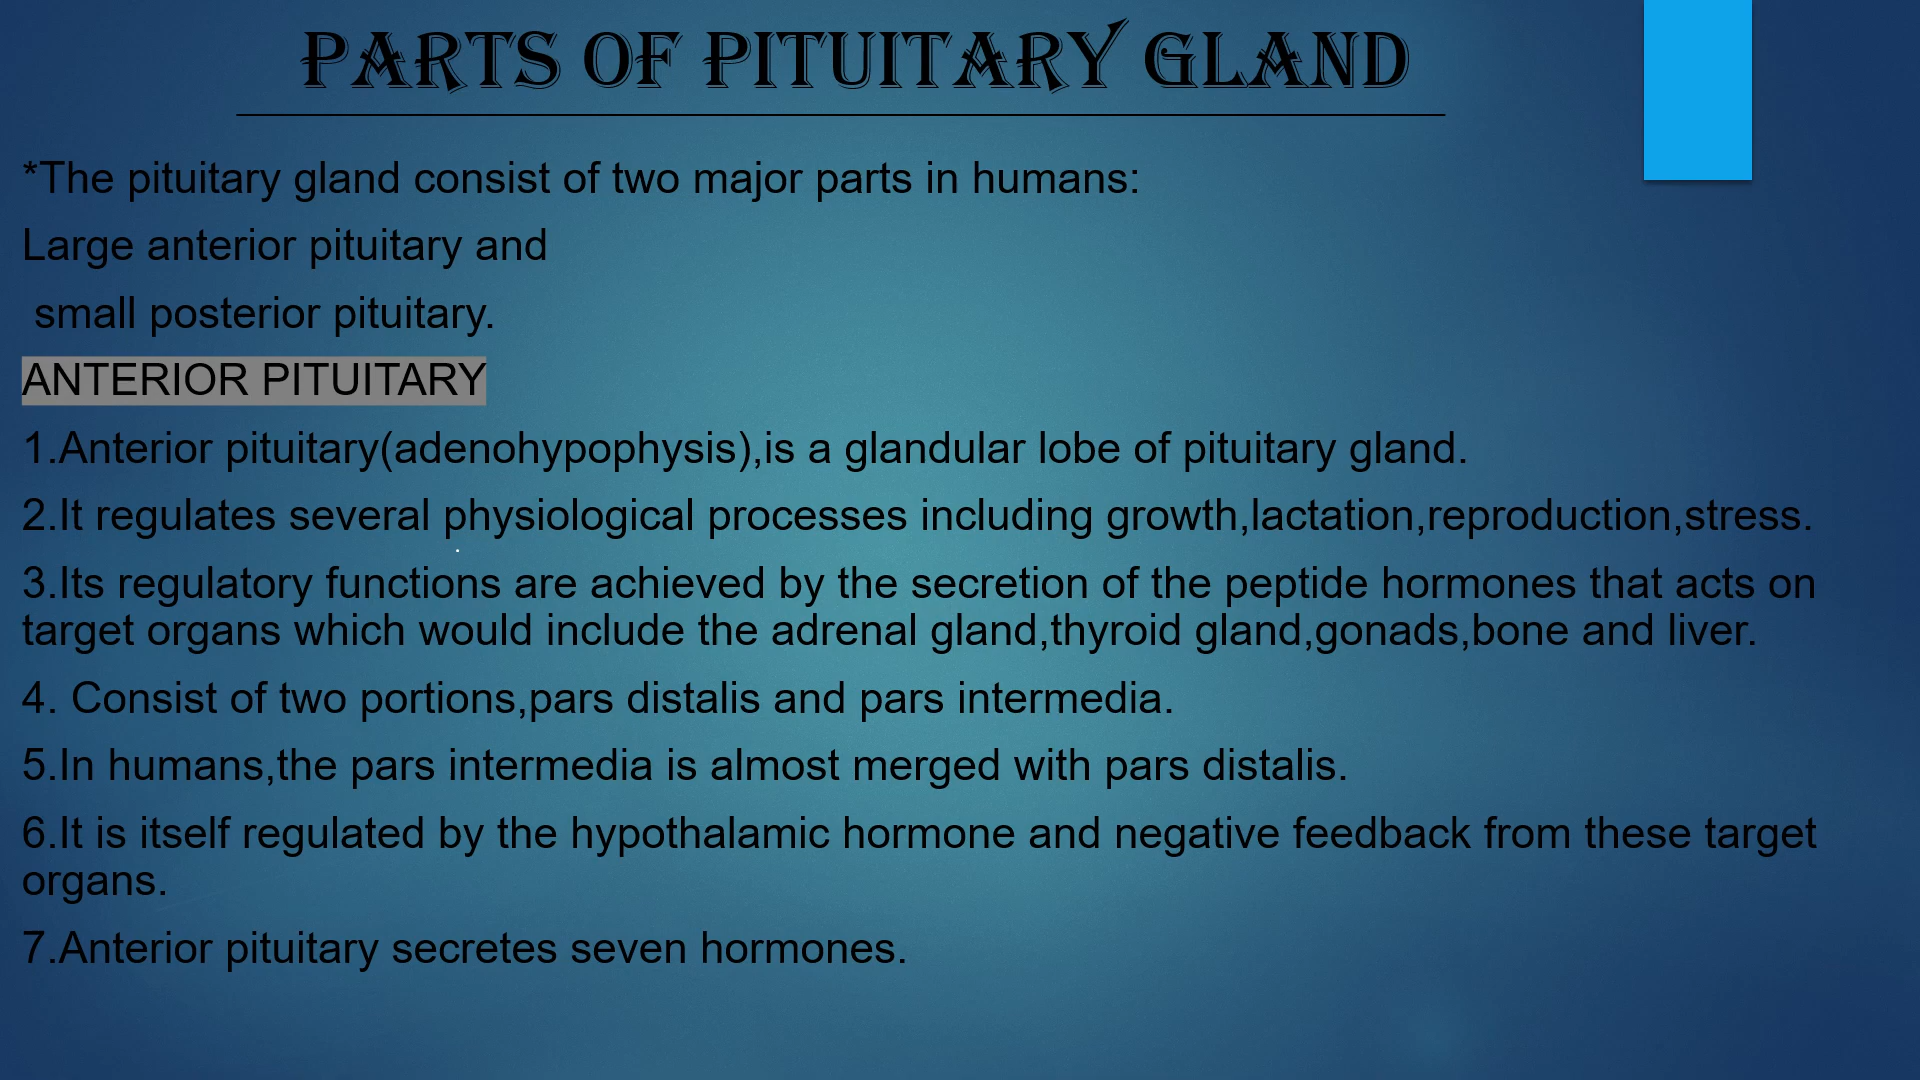 PARTS OF PITUITARY GLAND
*The pituitary gland consist of two major parts in humans:
Large anterior pituitary and
small posterior pituitary.
ANTERIOR PITUITARY
1.Anterior pituitary(adenohypophysis),is a glandular lobe of pituitary gland.
2.It regulates several physiological processes including growth,lactation,reproduction,stress.
3.Its regulatory functions are achieved by the secretion of the peptide hormones that acts on
target organs which would include the adrenal gland,thyroid gland,gonads,bone and liver.
4. Consist of two portions,pars distalis and pars intermedia.
5.In humans,the pars intermedia is almost merged with pars distalis.
6.It is itself regulated by the hypothalamic hormone and negative feedback from these target
organs.
7.Anterior pituitary secretes seven hormones.